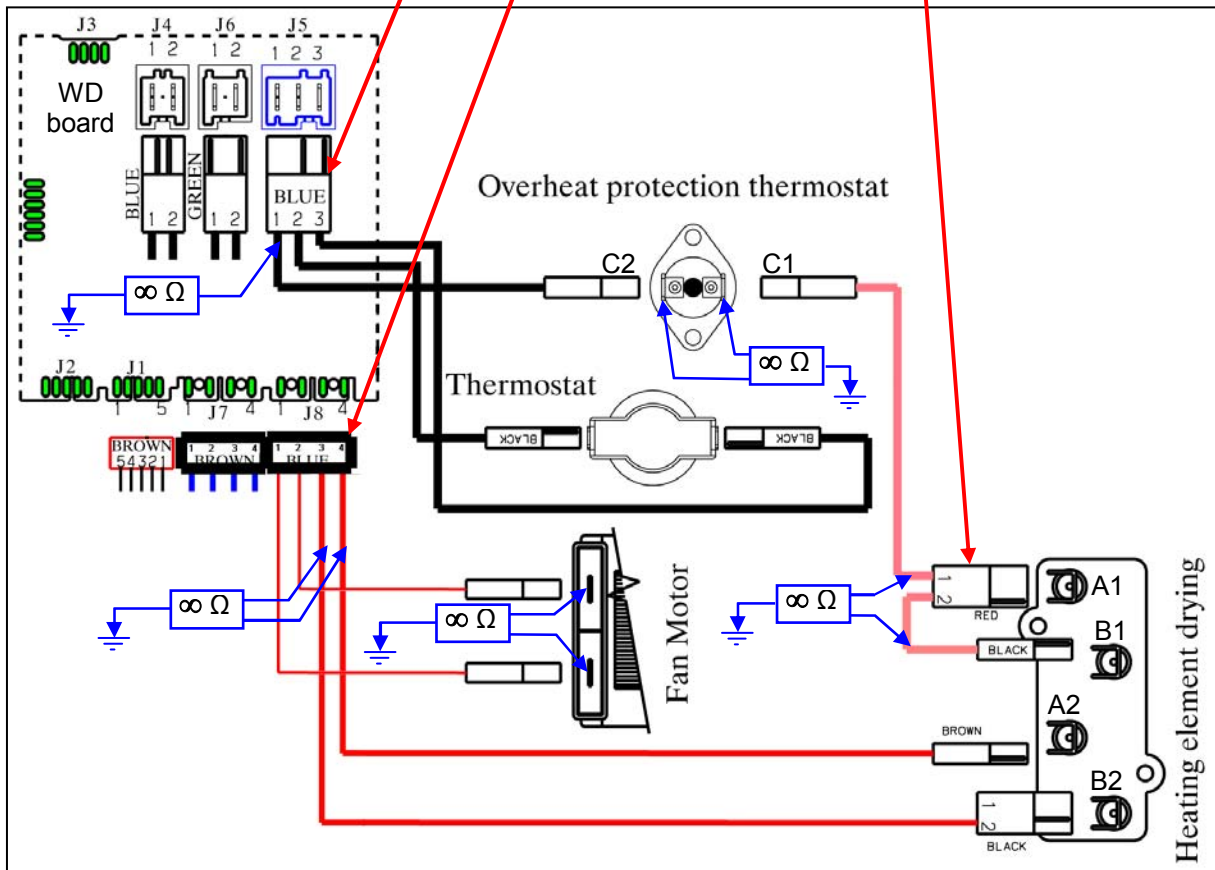 J3
J4
J6
J5
1 2
1 2
1 2 3
WD
board
BLUE
GREEN
BLUE
1 2
1 2
1 2 3
Overheat protection thermostat
C2
C1
∞ Ω
∞ Ω
Thermostat
J2
J1
1 5
J7
1 4
J8
1 4
BLACK
BLACK
BROWN
54321
1 2 3 4
BROWN
1 2 3 4
BLUE
∞ Ω
∞ Ω
Fan Motor
∞ Ω
1
2
RED
A1
BLACK
B1
BROWN
A2
1
2
BLACK
B2
Heating element drying